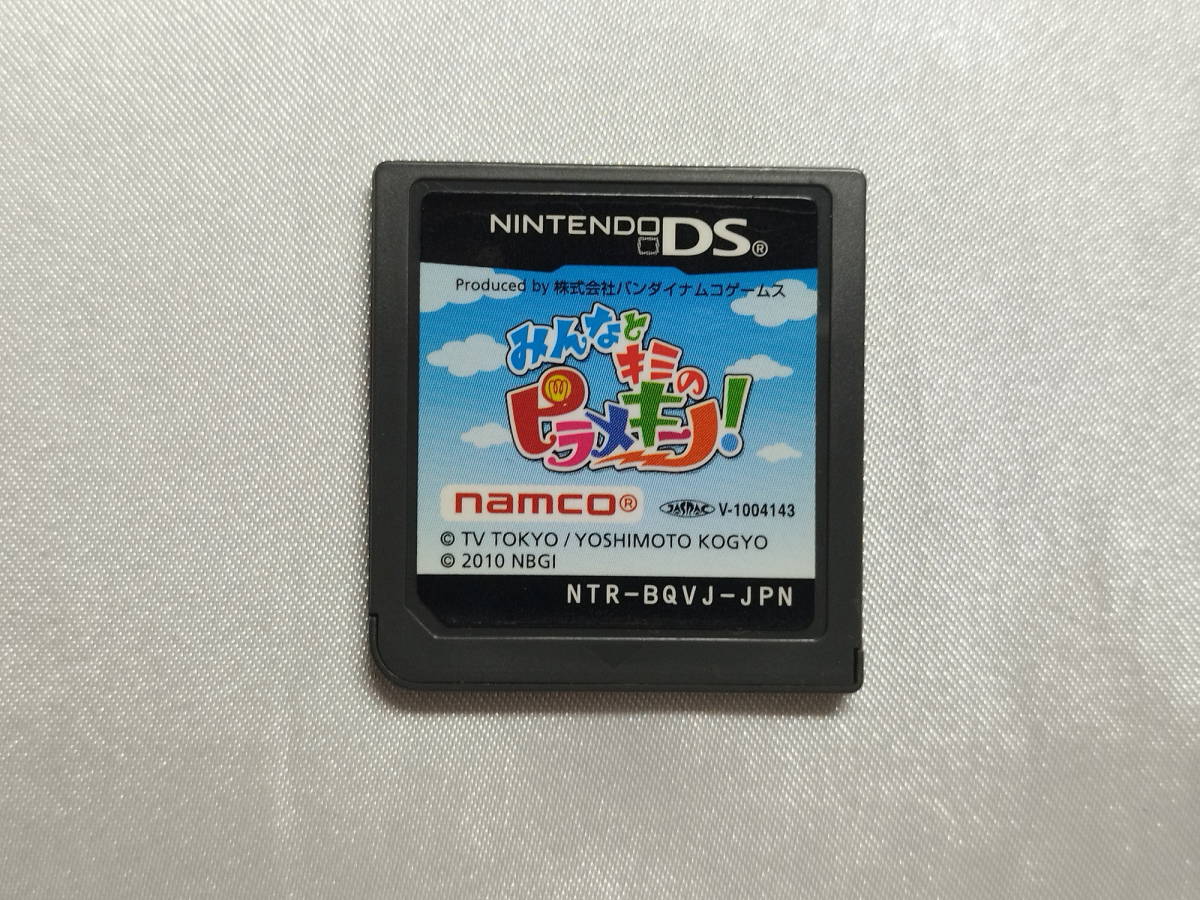 NINTENDO DS®
Produced by 株式会社バンダイナムコゲームス
みんなと
キミの
ピラメキーノ!
namco®
JASRAC V-1004143
© TV TOKYO / YOSHIMOTO KOGYO
© 2010 NBGI
NTR-BQVJ-JPN